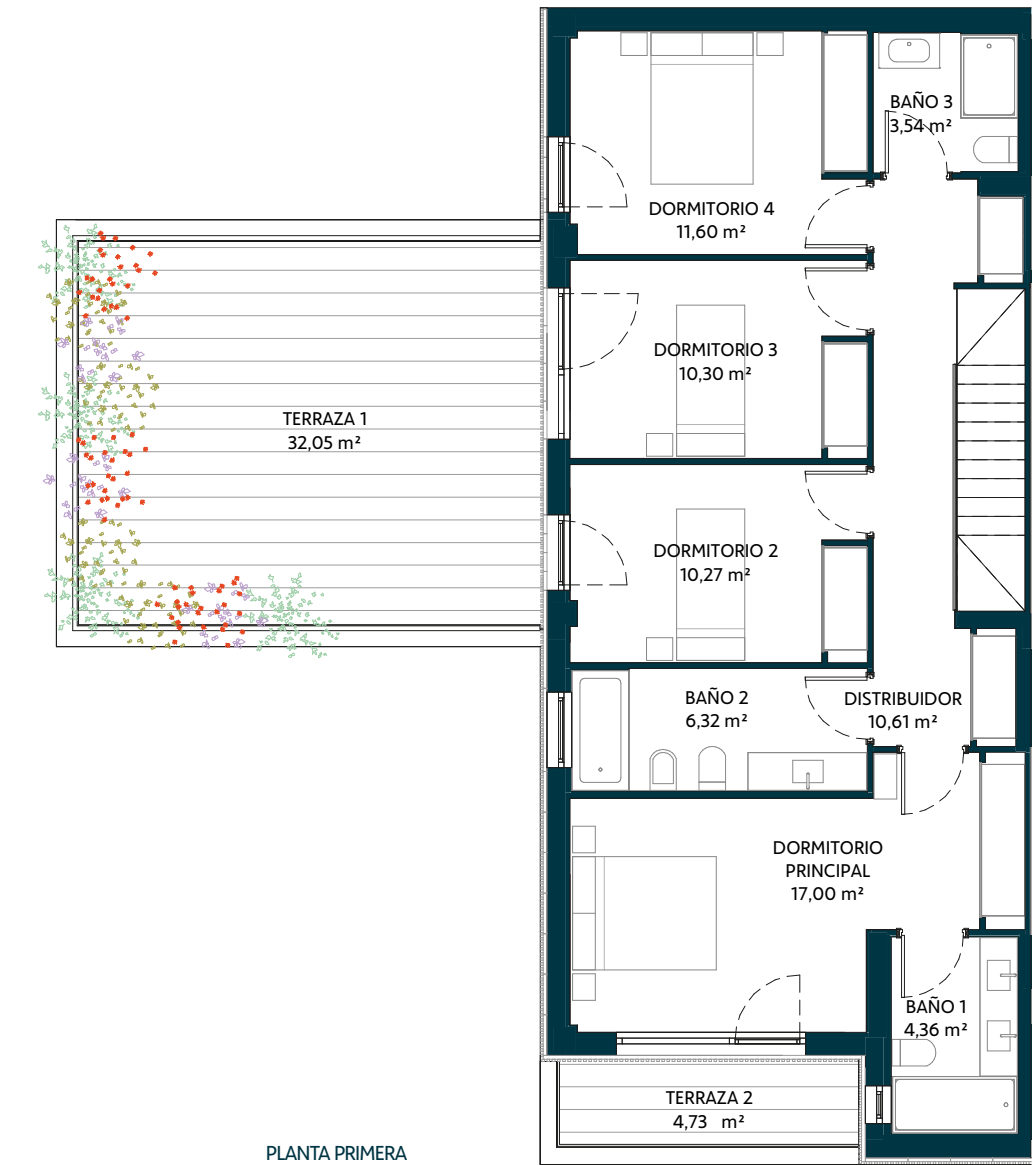 BAÑO 3
3,54 m²
DORMITORIO 4
11,60 m²
DORMITORIO 3
10,30 m²
TERRAZA 1
32,05 m²
DORMITORIO 2
10,27 m²
BAÑO 2
6,32 m²
DISTRIBUIDOR
10,61 m²
DORMITORIO
PRINCIPAL
17,00 m²
BAÑO 1
4,36 m²
TERRAZA 2
4,73 m²
PLANTA PRIMERA